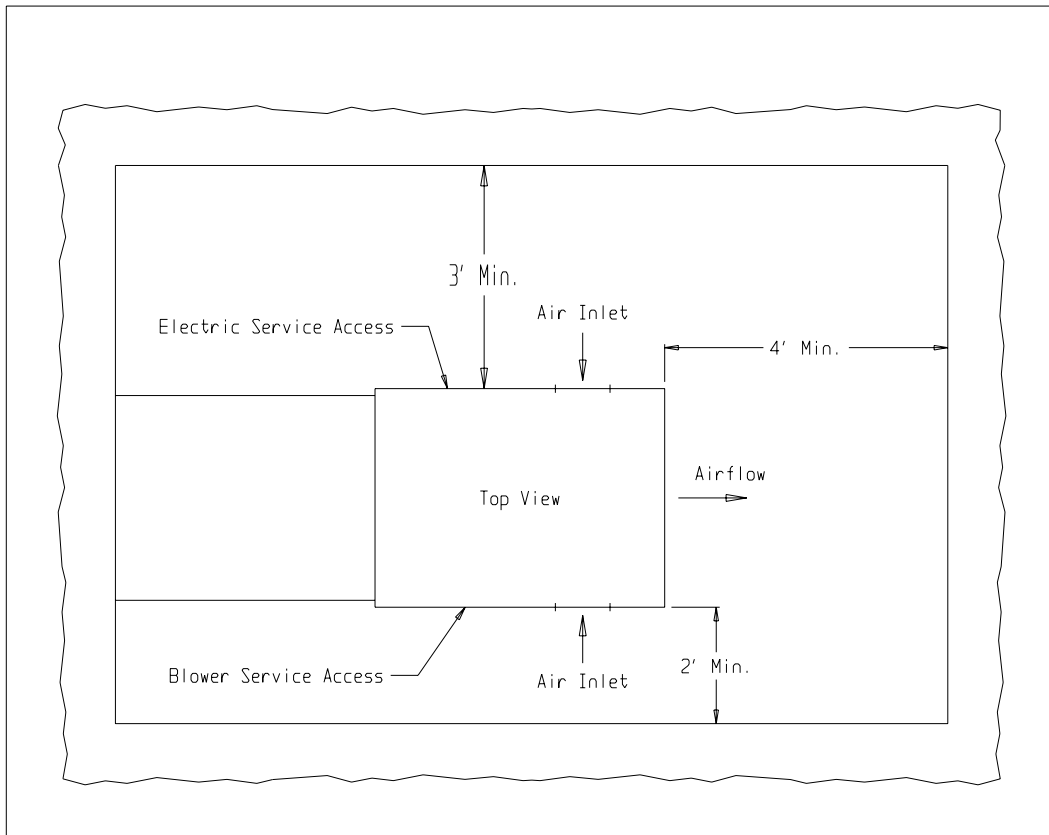 3' Min.
Air Inlet
Electric Service Access
4' Min.
Airflow
Top View
2' Min.
Blower Service Access
Air Inlet